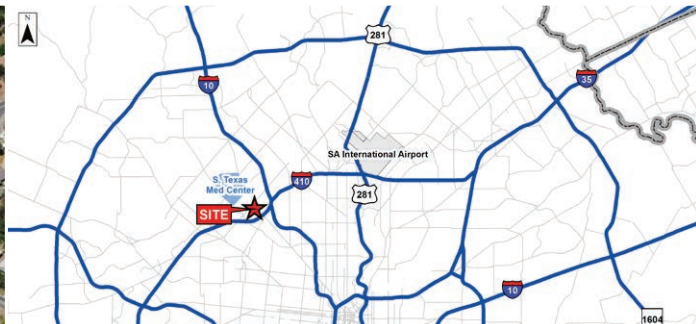 N
281
10
35
SA International Airport
S. Texas
Med Center
410
SITE
281
10
1604